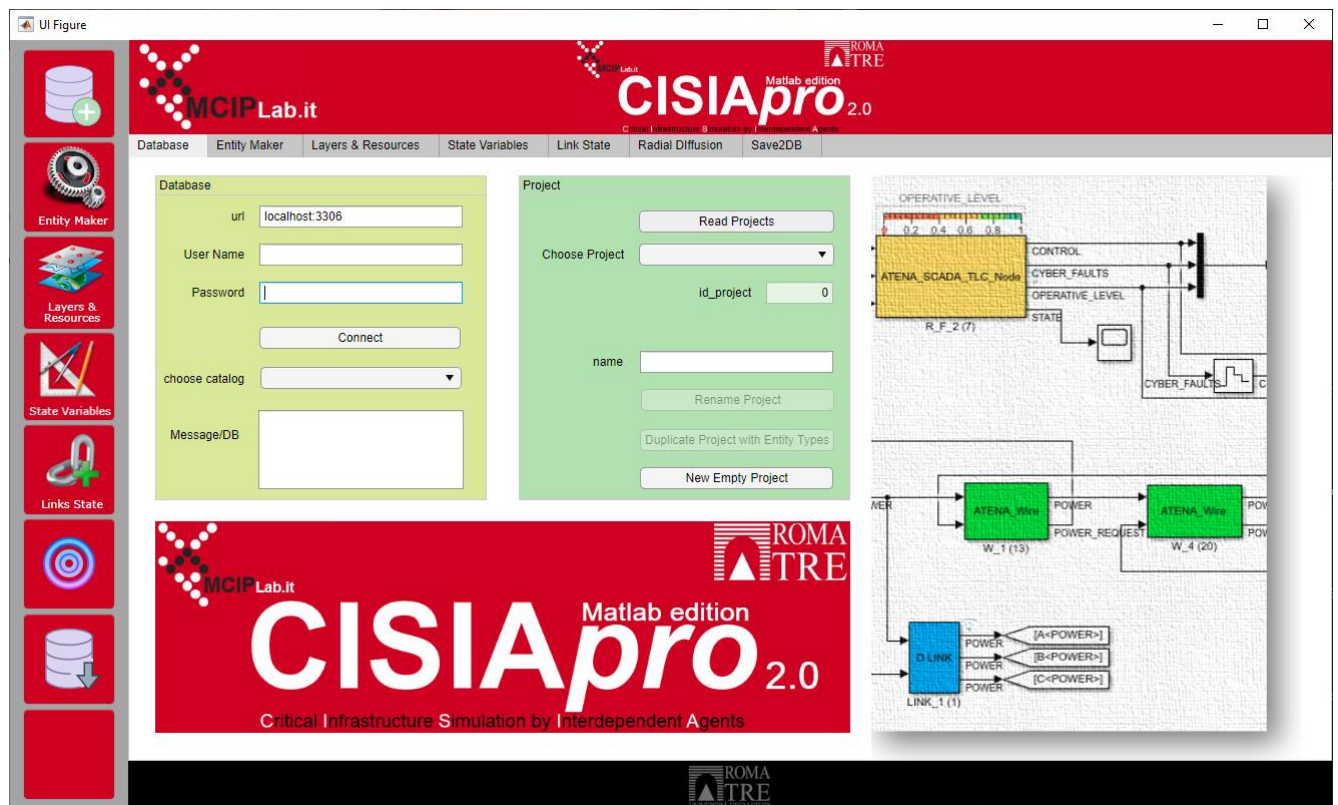 UI Figure
MCIPLab.it
MCIPLab.it
CISIApro
Matlab edition
2.0
ROMA
TRE
Critical Infrastructure Simulation by Interdependent Agents
Database Entity Maker Layers & Resources State Variables Link State Radial DIffusion Save2DB
Entity Maker
Layers &
Resources
State Variables
Links State
Database
url localhost:3306
User Name
Password
Connect
choose catalog
Message/DB
Project
Read Projects
Choose Project
id_project 0
name
Rename Project
Duplicate Project with Entity Types
New Empty Project
MCIPLab.it
ROMA
TRE
Matlab edition
CISIApro 2.0
Critical Infrastructure Simulation by Interdependent Agents
OPERATIVE_LEVEL
0 0.2 0.4 0.6 0.8 1
ATENA_SCADA_TLC_Node
CONTROL
CYBER_FAULTS
OPERATIVE_LEVEL
STATE
R_F_2 (7)
CYBER_FAULTS
C
WER
ATENA_Wire
POWER
POWER_REQUEST
W_1 (13)
ATENA_Wire
POW
POW
W_4 (20)
D LINK
POWER
POWER
POWER
[A<POWER>]
[B<POWER>]
[C<POWER>]
LINK_1 (1)
ROMA
TRE